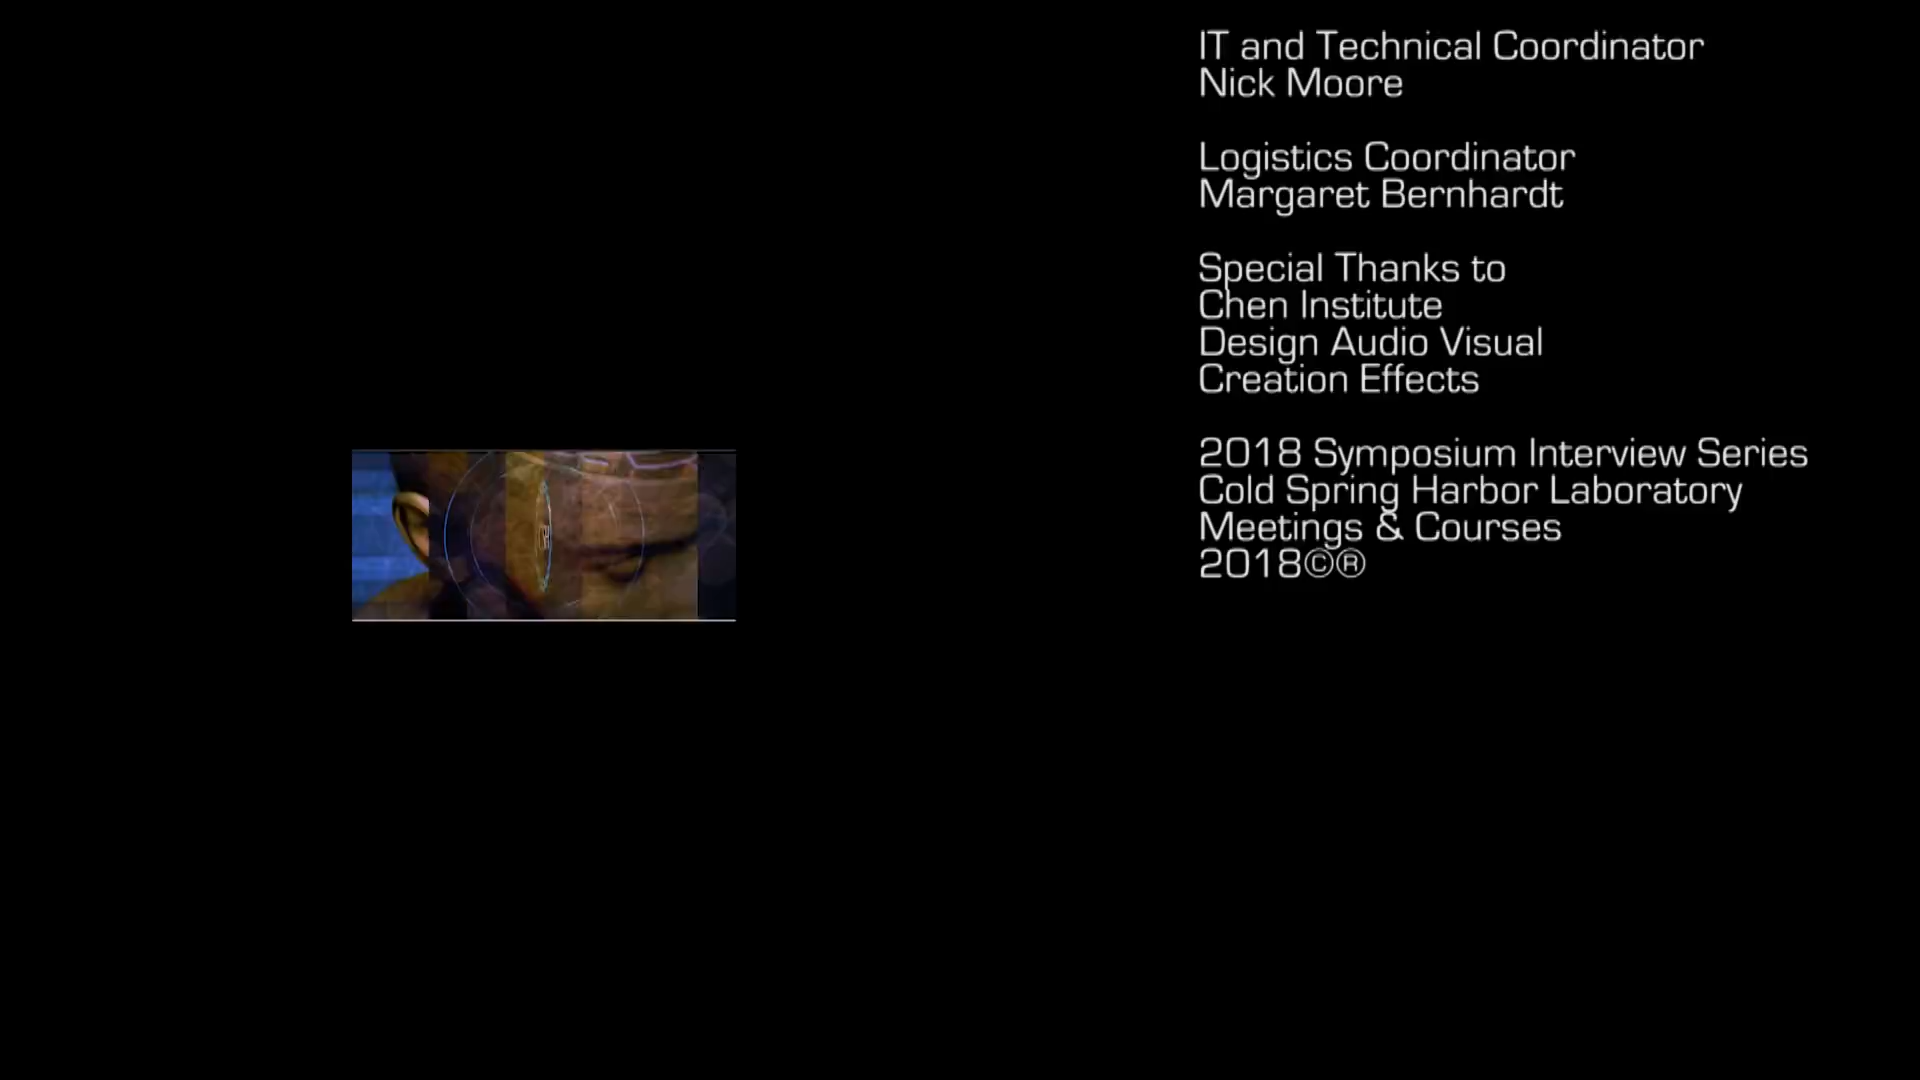 IT and Technical Coordinator
Nick Moore
Logistics Coordinator
Margaret Bernhardt
Special Thanks to
Chen Institute
Design Audio Visual
Creation Effects
2018 Symposium Interview Series
Cold Spring Harbor Laboratory
Meetings & Courses
2018©®